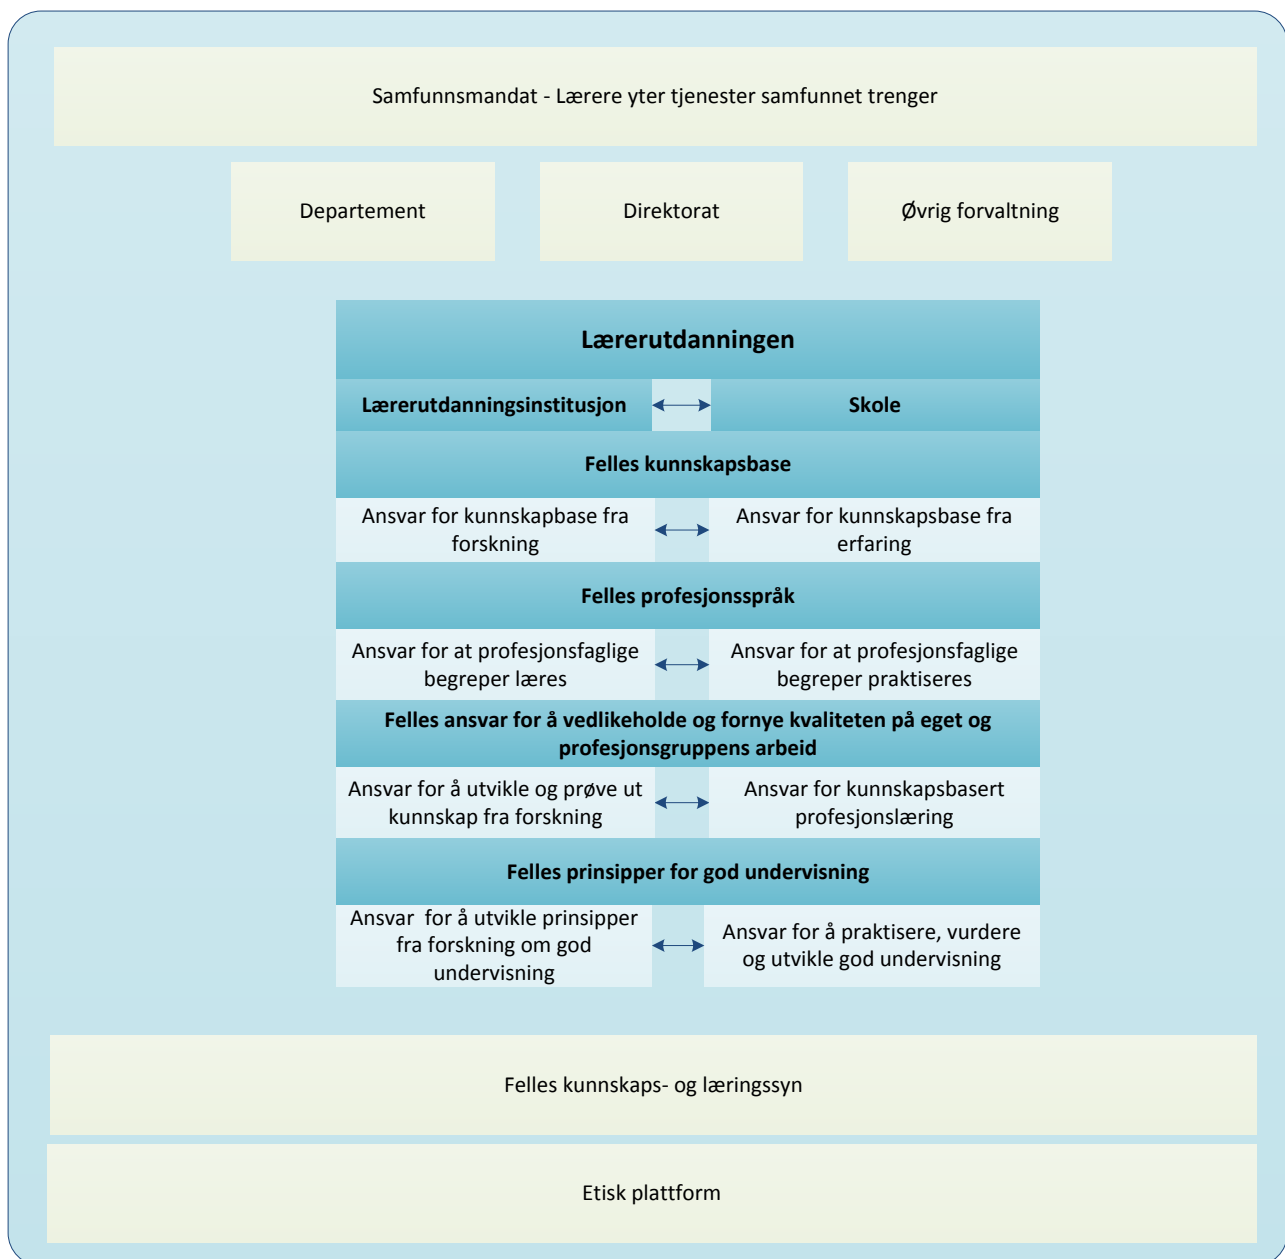 Samfunnsmandat - Lærere yter tjenester samfunnet trenger
Departement
Direktorat
Øvrig forvaltning
Lærerutdanningen
Lærerutdanningsinstitusjon
Skole
Felles kunnskapsbase
Ansvar for kunnskapbase fra
forskning
Ansvar for kunnskapsbase fra
erfaring
Felles profesjonsspråk
Ansvar for at profesjonsfaglige
begreper læres
Ansvar for at profesjonsfaglige
begreper praktiseres
Felles ansvar for å vedlikeholde og fornye kvaliteten på eget og
profesjonsgruppens arbeid
Ansvar for å utvikle og prøve ut
kunnskap fra forskning
Ansvar for kunnskapsbasert
profesjonslæring
Felles prinsipper for god undervisning
Ansvar  for å utvikle prinsipper
fra forskning om god
undervisning
Ansvar for å praktisere, vurdere
og utvikle god undervisning
Felles kunnskaps- og læringssyn
Etisk plattform